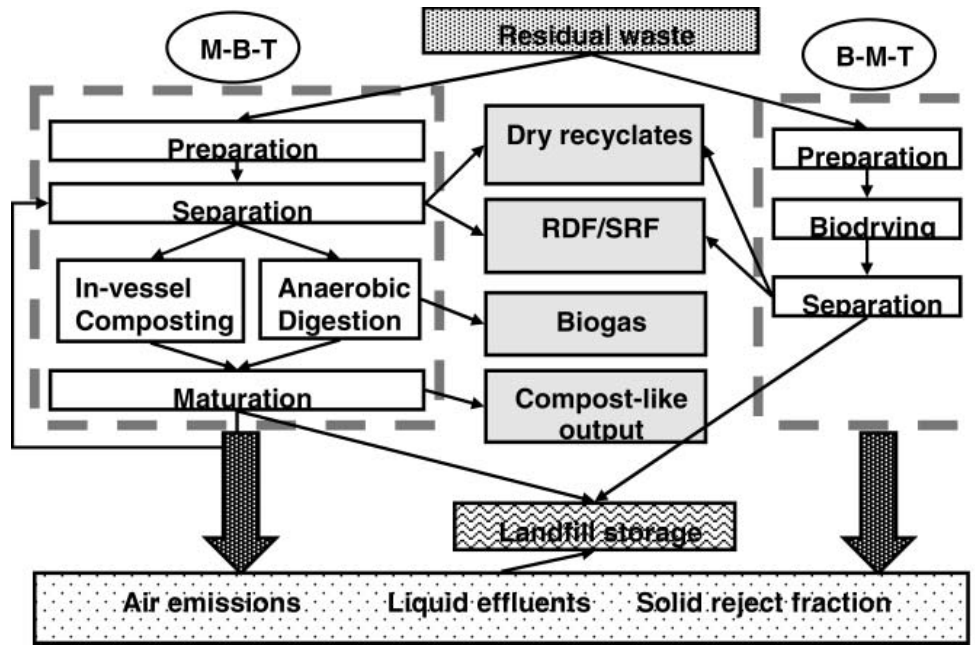 M-B-T
Residual waste
B-M-T
Preparation
Separation
In-vessel
Composting
Anaerobic
Digestion
Maturation
Dry recyclates
RDF/SRF
Biogas
Compost-like
output
Preparation
Biodrying
Separation
Landfill storage
Air emissions
Liquid effluents
Solid reject fraction